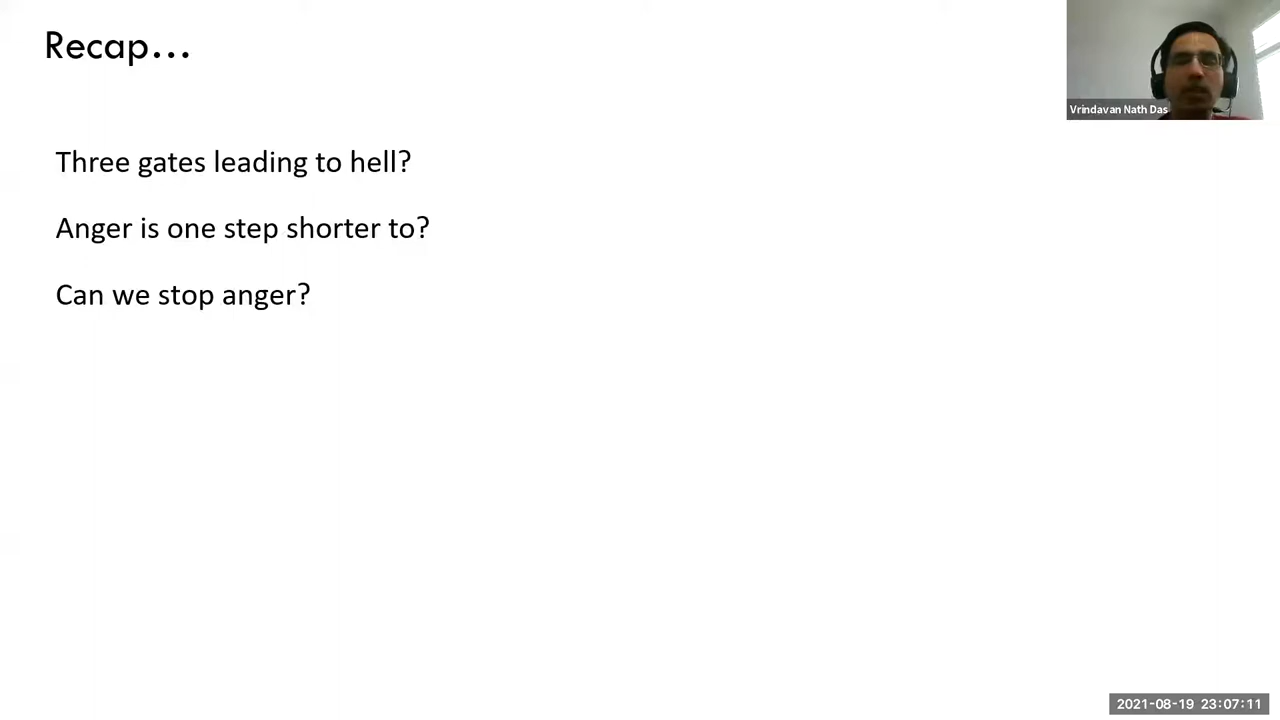 Recap...
Vrindavan Nath Das
Three gates leading to hell?
Anger is one step shorter to?
Can we stop anger?
2021-08-19 23:07:11